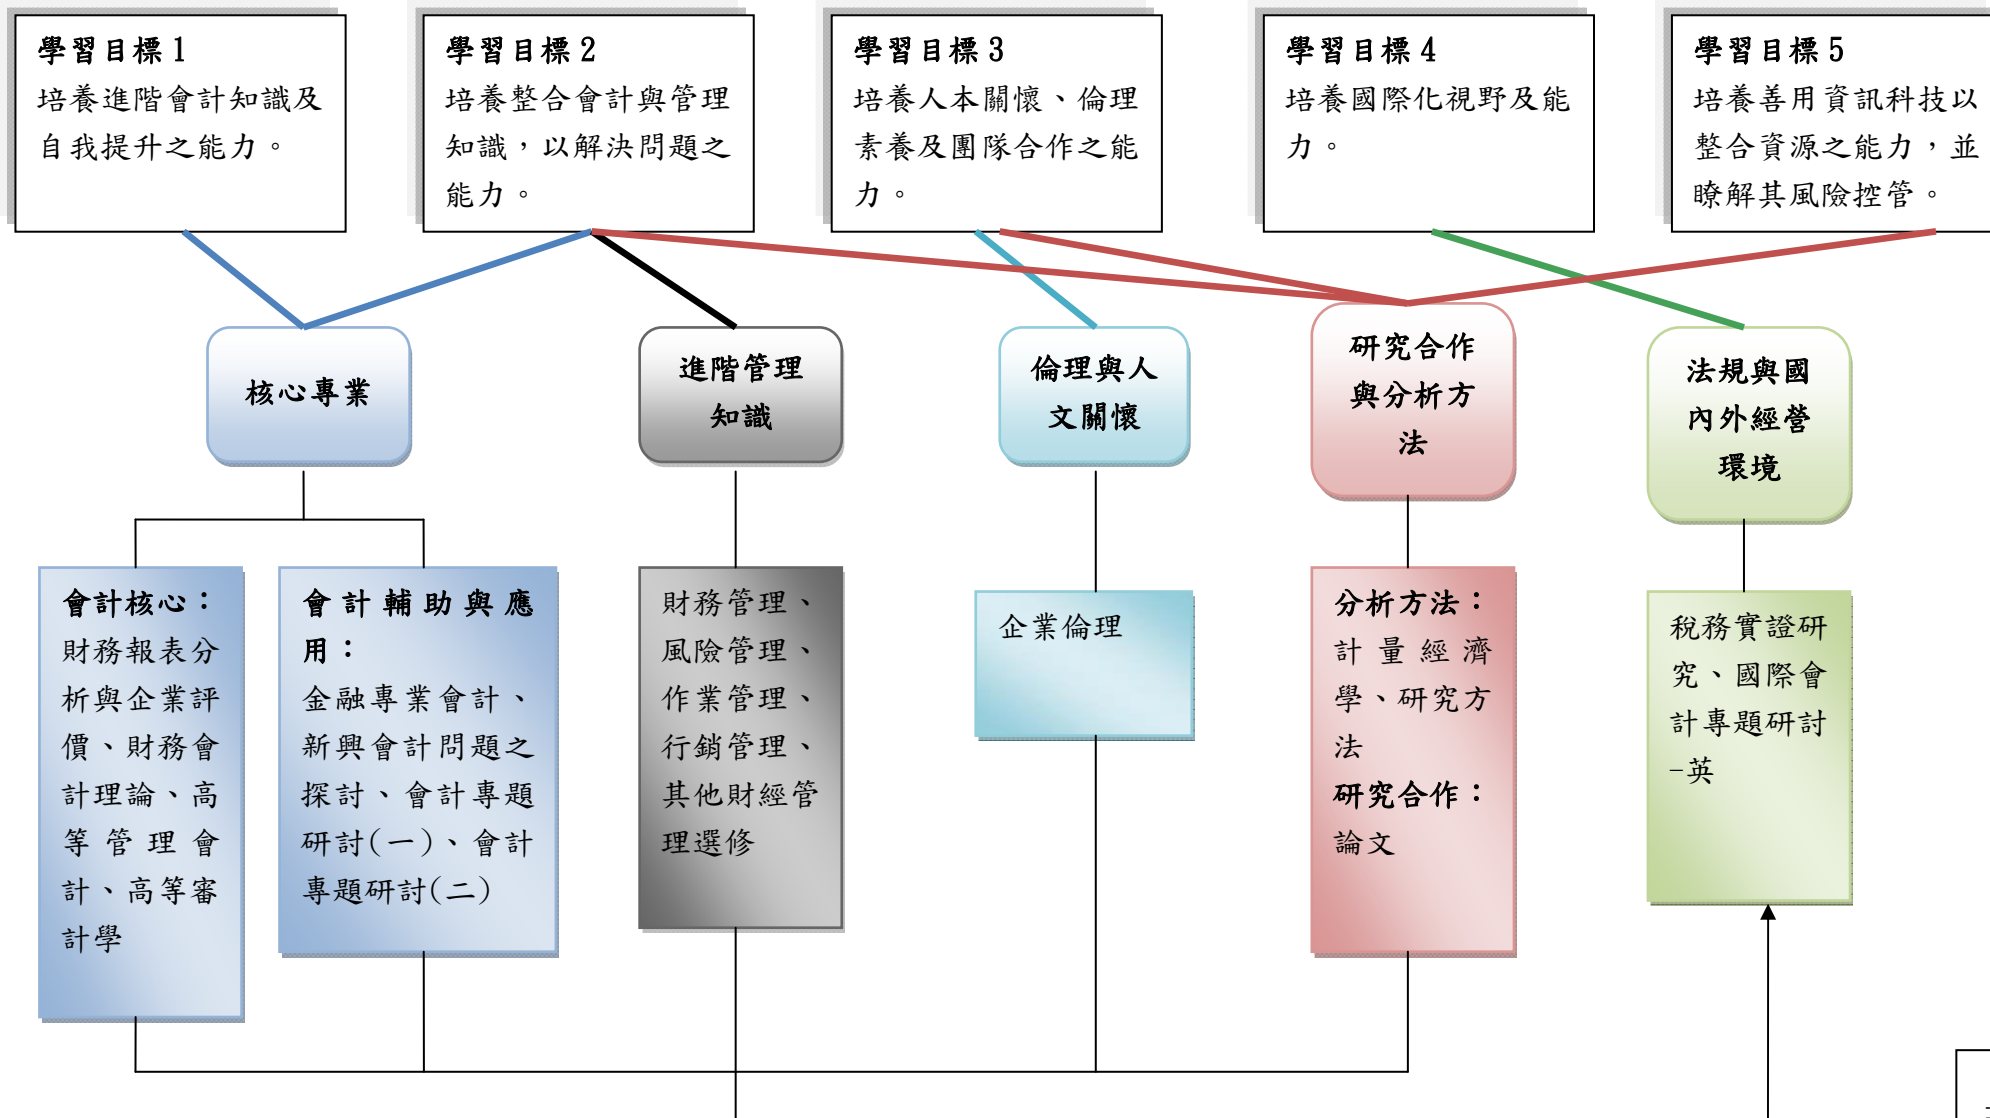 學習目標 1
培養進階會計知識及
自我提升之能力。
學習目標 2
培養整合會計與管理
知識，以解決問題之
能力。
學習目標 3
培養人本關懷、倫理
素養及團隊合作之能
力。
學習目標 4
培養國際化視野及能
力。
學習目標 5
培養善用資訊科技以
整合資源之能力，並
瞭解其風險控管。
核心專業
進階管理
知識
倫理與人
文關懷
研究合作
與分析方
法
法規與國
內外經營
環境
會計核心：
財務報表分
析與企業評
價、財務會
計理論、高
等管理會
計、高等審
計學
會計輔助與應
用：
金融專業會計、
新興會計問題之
探討、會計專題
研討(一)、會計
專題研討(二)
財務管理、
風險管理、
作業管理、
行銷管理、
其他財經管
理選修
企業倫理
分析方法：
計量經濟
學、研究方
法
研究合作：
論文
稅務實證研
究、國際會
計專題研討
-英